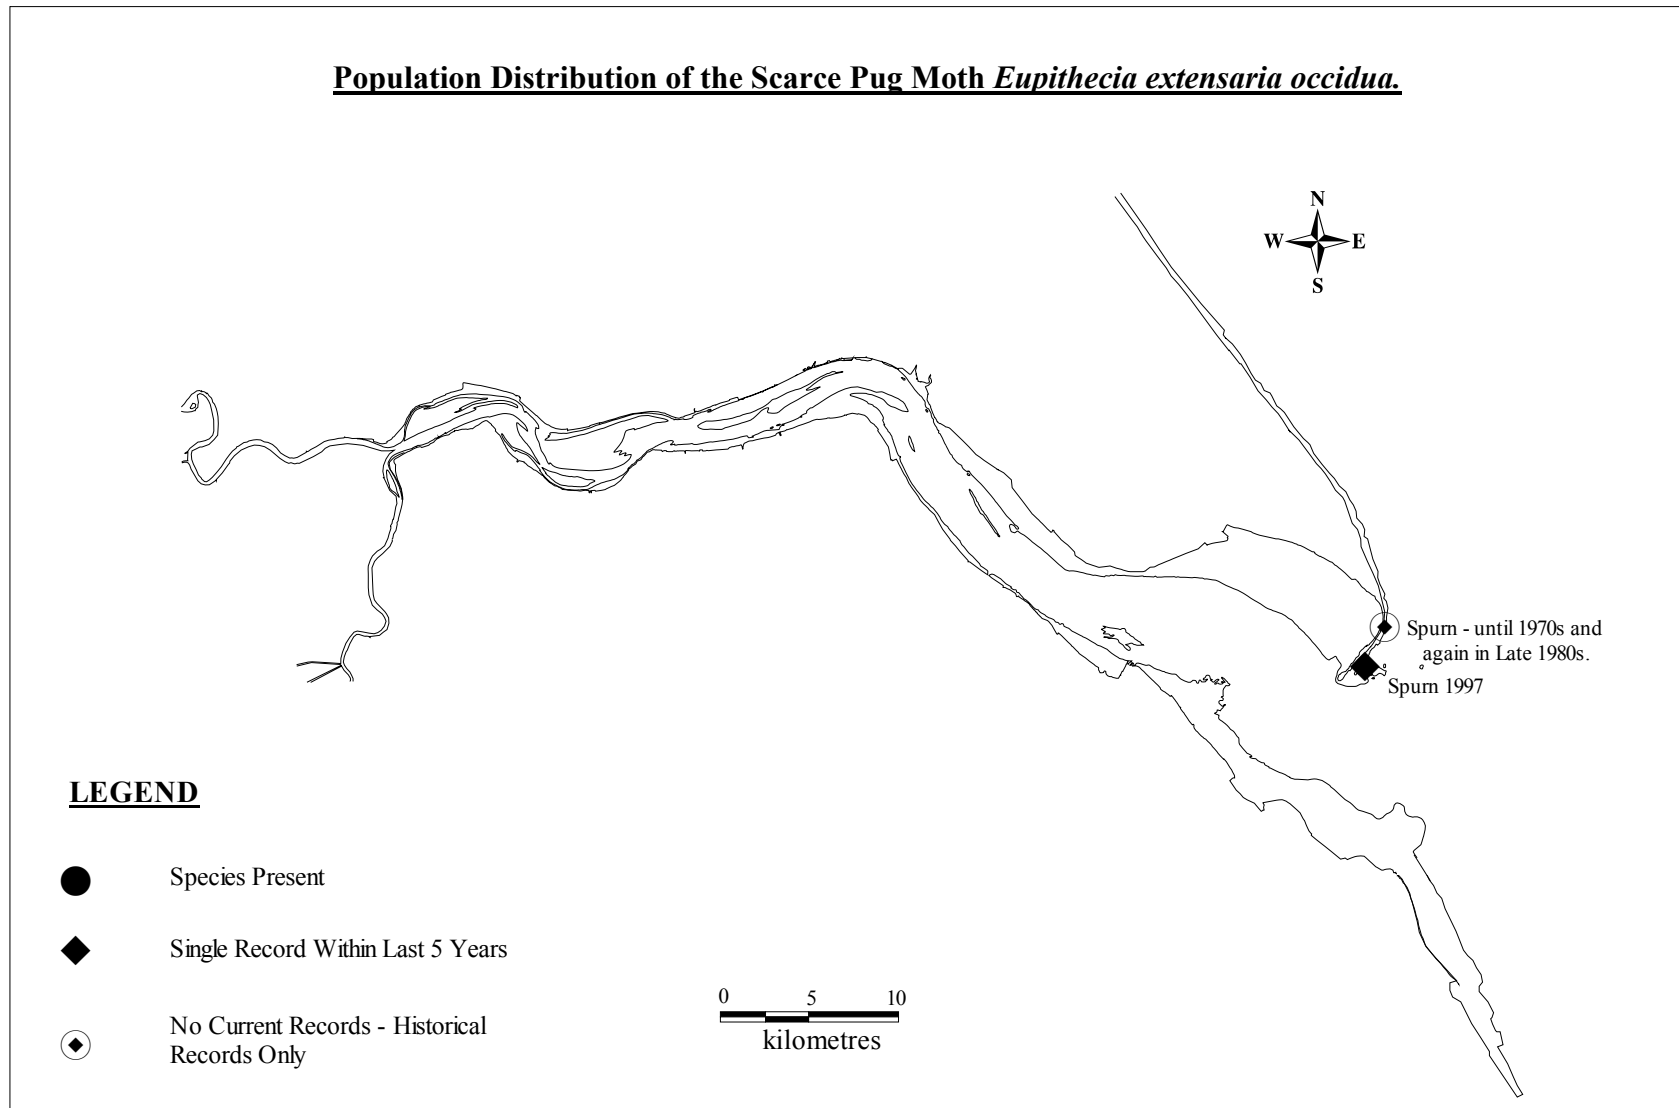 Population Distribution of the Scarce Pug Moth Eupithecia extensaria occidua.
N
W E
S
Spurn - until 1970s and
again in Late 1980s.
Spurn 1997
LEGEND
Species Present
Single Record Within Last 5 Years
No Current Records - Historical
Records Only
0 5 10
kilometres